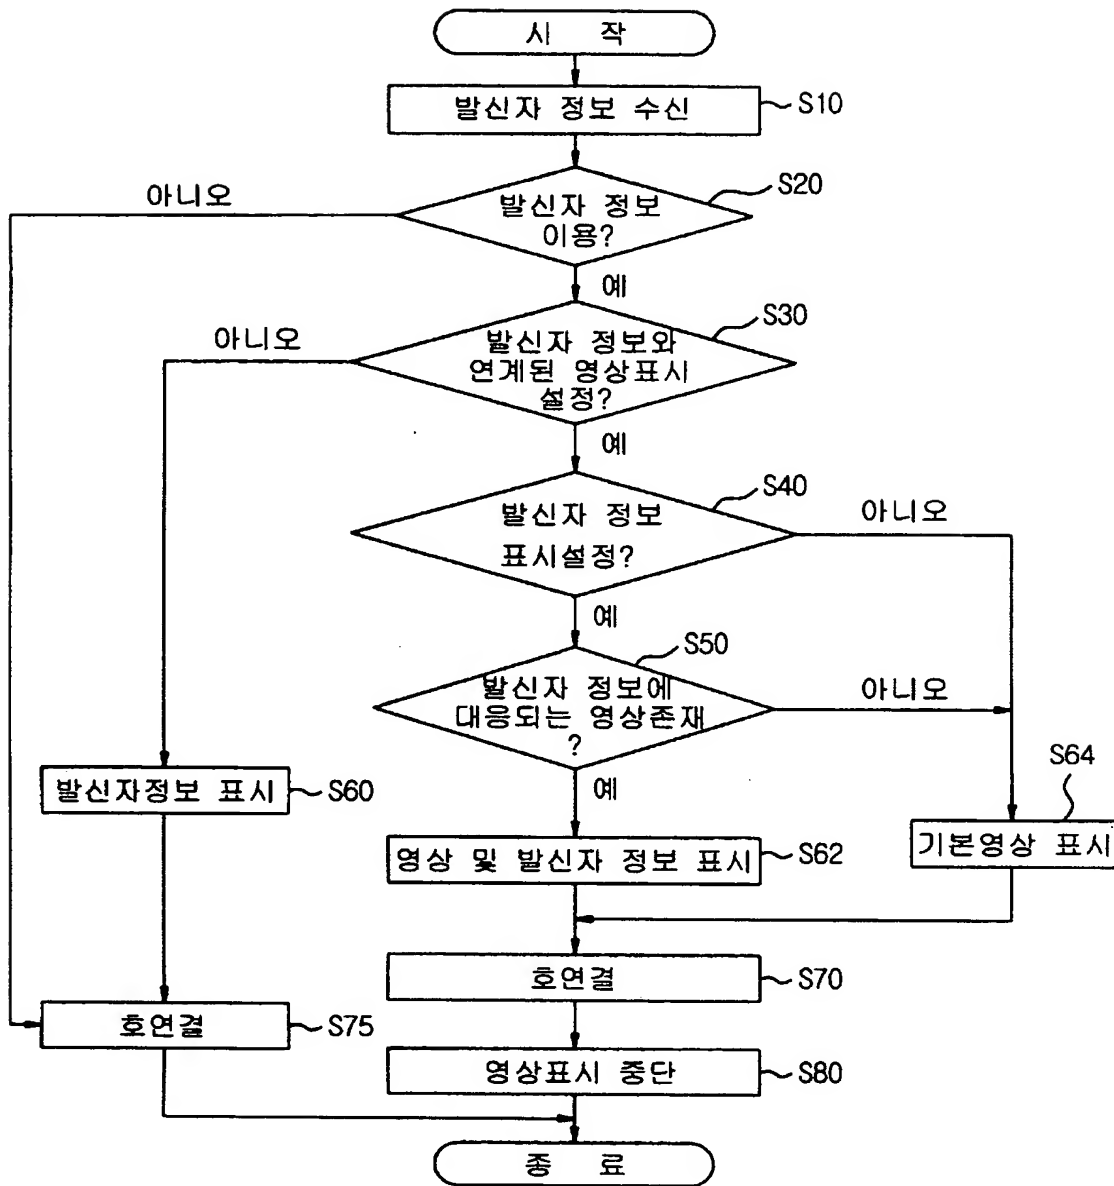 시 작
발신자 정보 수신
S10
발신자 정보
이용?
S20
아니오
예
발신자 정보와
연계된 영상표시
설정?
S30
아니오
예
발신자 정보
표시설정?
S40
아니오
예
발신자 정보에
대응되는 영상존재
?
S50
아니오
예
발신자정보 표시
S60
영상 및 발신자 정보 표시
S62
S64
기본영상 표시
호연결
S70
호연결
S75
영상표시 중단
S80
종 료